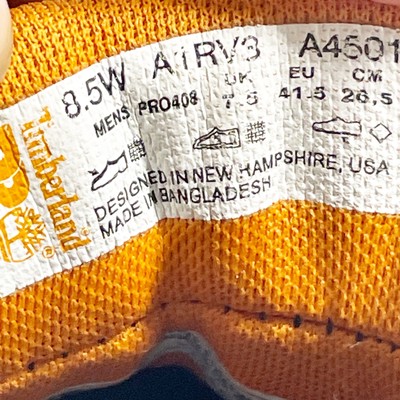 8.5W A1RV3 A4501
MENS PRO408 UK EU CM
7.5 41.5 26.5
DESIGNED IN NEW HAMPSHIRE, USA
MADE IN BANGLADESH
Timberland®